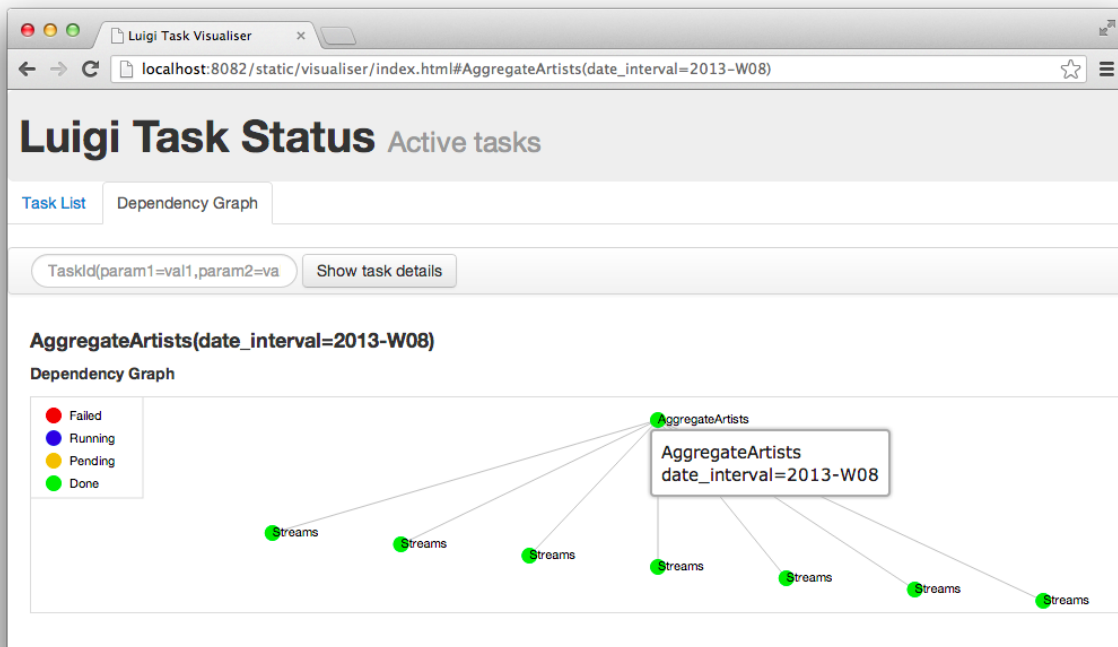 Luigi Task Visualiser
localhost:8082/static/visualiser/index.html#AggregateArtists(date_interval=2013-W08)
Luigi Task Status Active tasks
Task List Dependency Graph
TaskId(param1=val1,param2=va Show task details
AggregateArtists(date_interval=2013-W08)
Dependency Graph
Failed
Running
Pending
Done
AggregateArtists
AggregateArtists
date_interval=2013-W08
Streams
Streams
Streams
Streams
Streams
Streams
Streams